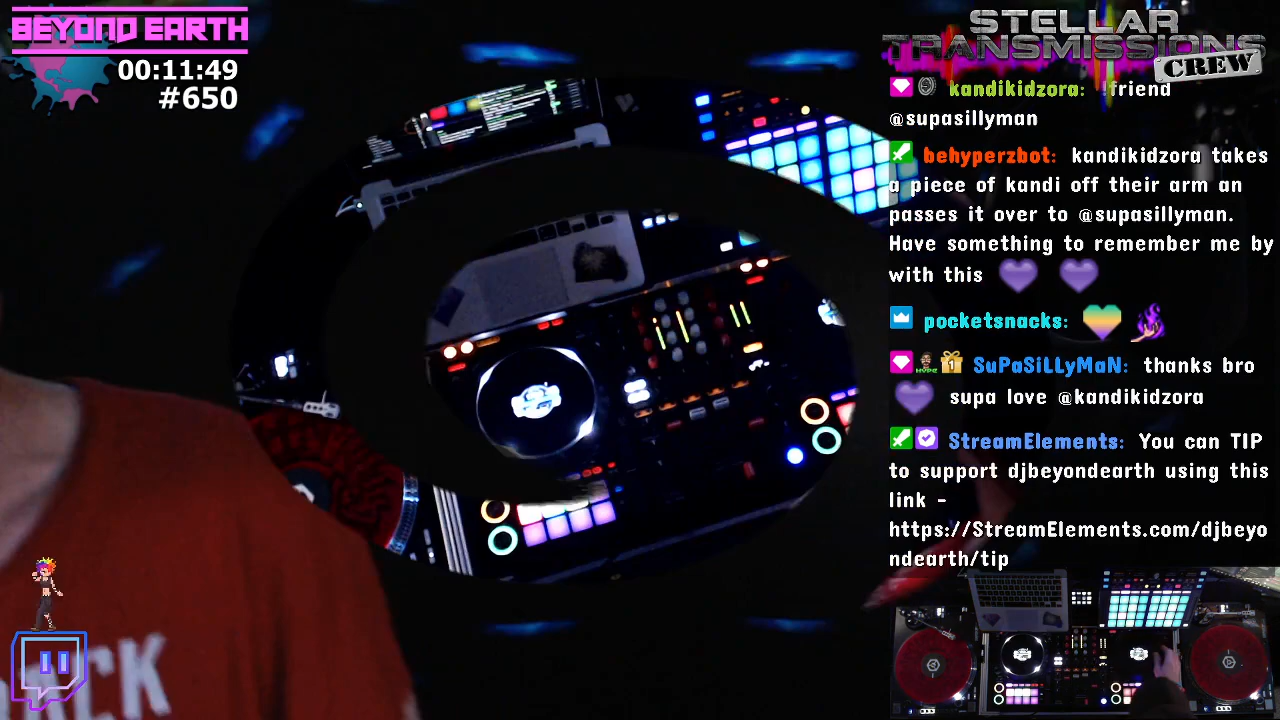 BEYOND EARTH
00:11:49
#650
STELLAR
TRANSMISSIONS
CREW
kandikidzora: !friend
@supasillyman
behyperzbot: kandikidzora takes
a piece of kandi off their arm an
passes it over to @supasillyman.
Have something to remember me by
with this
pocketsnacks:
SuPaSiLLyMaN: thanks bro
supa love @kandikidzora
StreamElements: You can TIP
to support djbeyondearth using this
link -
https://StreamElements.com/djbeyo
ndearth/tip